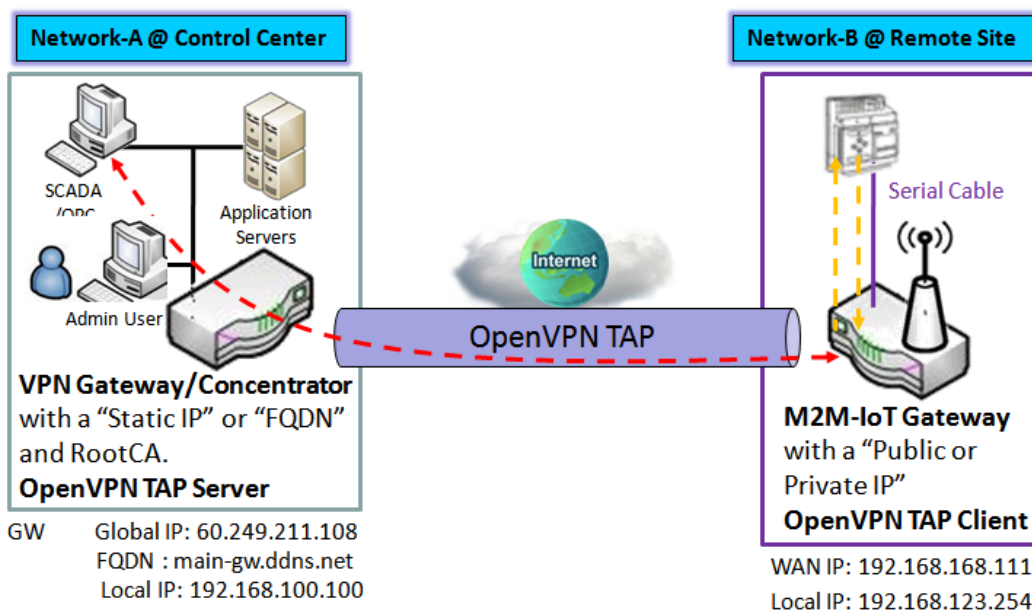 Network-A @ Control Center
Network-B @ Remote Site
SCADA
Application
Servers
Admin User
Serial Cable
Internet
OpenVPN TAP
VPN Gateway/Concentrator
with a “Static IP” or “FQDN”
and RootCA.
OpenVPN TAP Server
M2M-IoT Gateway
with a “Public or
Private IP”
OpenVPN TAP Client
GW Global IP: 60.249.211.108
FQDN : main-gw.ddns.net
Local IP: 192.168.100.100
WAN IP: 192.168.168.111
Local IP: 192.168.123.254